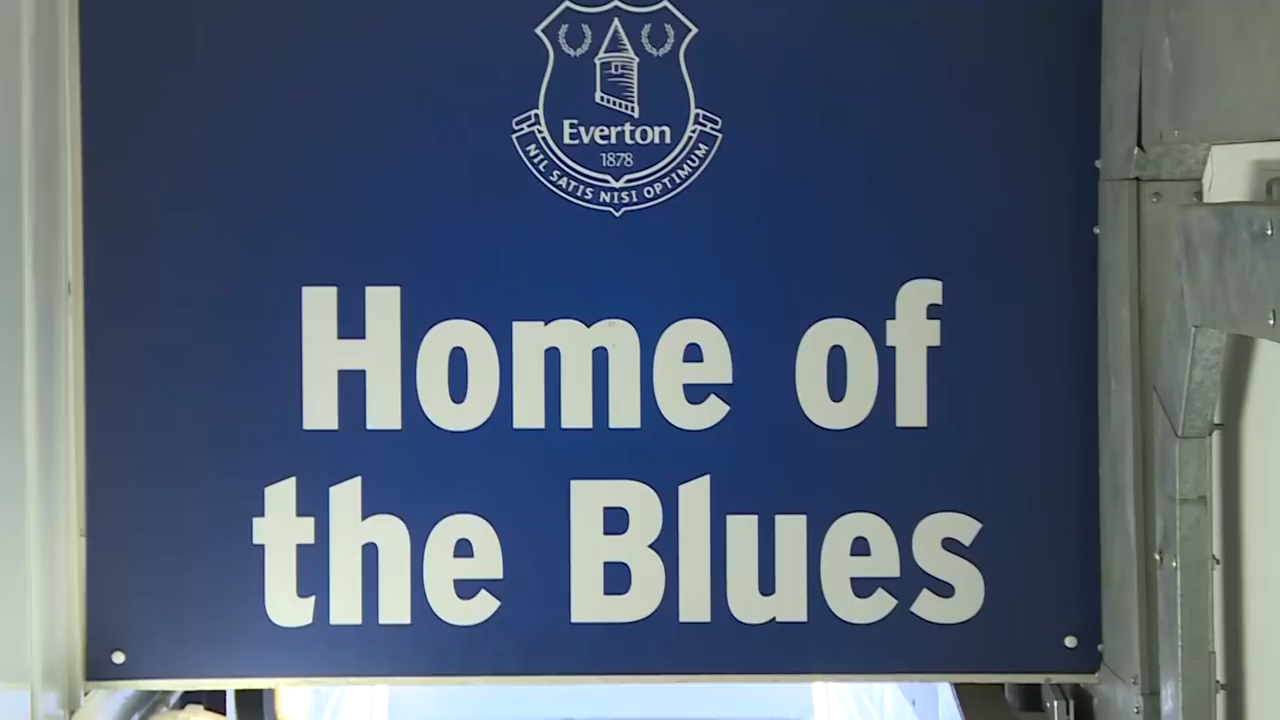 Everton
1878
NIL SATIS NISI OPTIMUM
Home of
the Blues